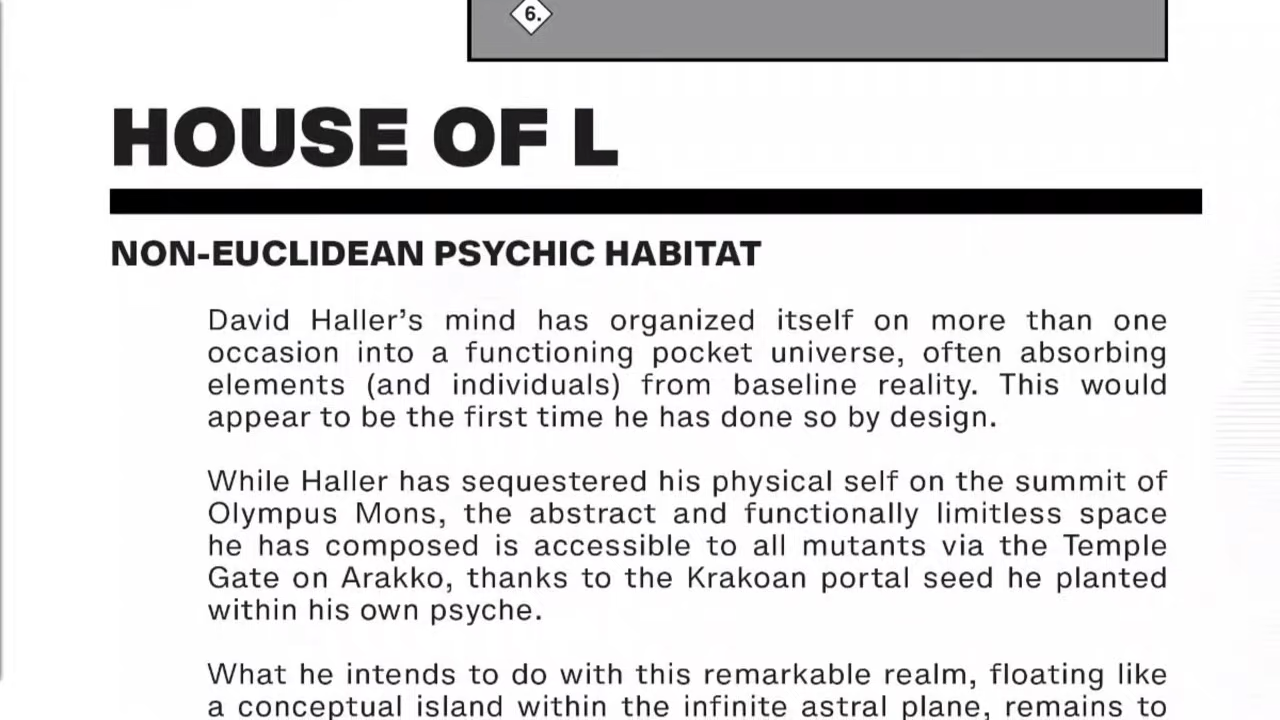 6.
HOUSE OF L
NON-EUCLIDEAN PSYCHIC HABITAT
David Haller’s mind has organized itself on more than one
occasion into a functioning pocket universe, often absorbing
elements (and individuals) from baseline reality. This would
appear to be the first time he has done so by design.
While Haller has sequestered his physical self on the summit of
Olympus Mons, the abstract and functionally limitless space
he has composed is accessible to all mutants via the Temple
Gate on Arakko, thanks to the Krakoan portal seed he planted
within his own psyche.
What he intends to do with this remarkable realm, floating like
a conceptual island within the infinite astral plane, remains to